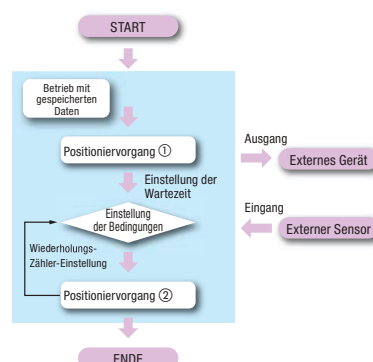 START
Betrieb mit
gespeicherten
Daten
Positioniervorgang ①
Ausgang
Externes Gerät
Einstellung der
Wartezeit
Einstellung
der Bedingungen
Eingang
Externer Sensor
Wiederholungs-
Zähler-Einstellung
Positioniervorgang ②
ENDE